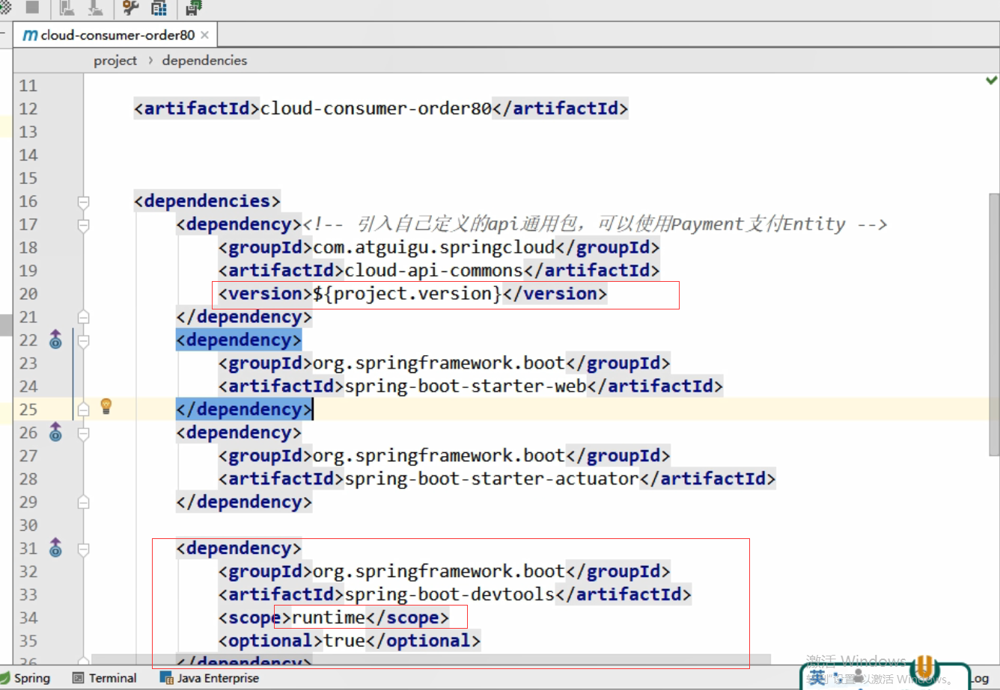 cloud-consumer-order80
project › dependencies
11
12 <artifactId>cloud-consumer-order80</artifactId>
13
14
15
16 <dependencies>
17 <dependency><!-- 引入自己定义的api通用包，可以使用Payment支付Entity -->
18 <groupId>com.atguigu.springcloud</groupId>
19 <artifactId>cloud-api-commons</artifactId>
20 <version>${project.version}</version>
21 </dependency>
22 <dependency>
23 <groupId>org.springframework.boot</groupId>
24 <artifactId>spring-boot-starter-web</artifactId>
25 </dependency>
26 <dependency>
27 <groupId>org.springframework.boot</groupId>
28 <artifactId>spring-boot-starter-actuator</artifactId>
29 </dependency>
30
31 <dependency>
32 <groupId>org.springframework.boot</groupId>
33 <artifactId>spring-boot-devtools</artifactId>
34 <scope>runtime</scope>
35 <optional>true</optional>
36 </dependency>
激活 Windows
转到"设置"以激活 Windows。
Spring Terminal Java Enterprise 英 Log